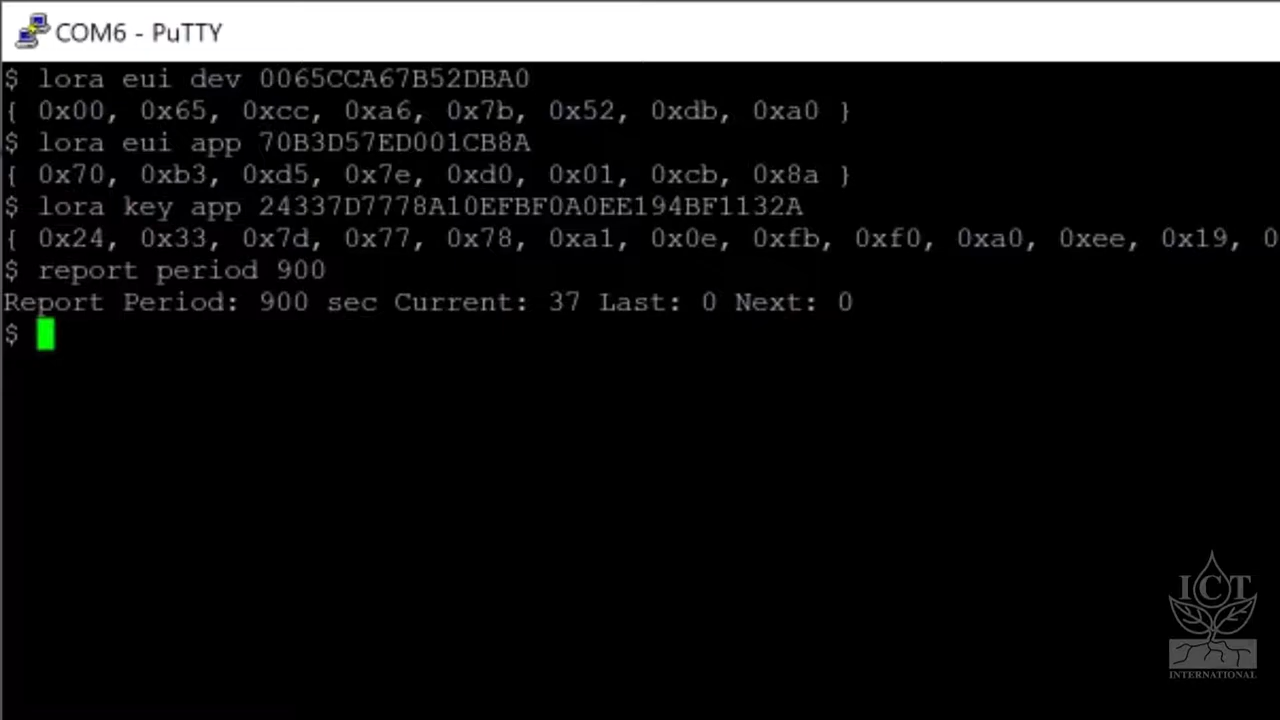 COM6 - PuTTY
$ lora eui dev 0065CCA67B52DBA0
{ 0x00, 0x65, 0xcc, 0xa6, 0x7b, 0x52, 0xdb, 0xa0 }
$ lora eui app 70B3D57ED001CB8A
{ 0x70, 0xb3, 0xd5, 0x7e, 0xd0, 0x01, 0xcb, 0x8a }
$ lora key app 24337D7778A10EFBF0A0EE194BF1132A
{ 0x24, 0x33, 0x7d, 0x77, 0x78, 0xa1, 0x0e, 0xfb, 0xf0, 0xa0, 0xee, 0x19, 0
$ report period 900
Report Period: 900 sec Current: 37 Last: 0 Next: 0
$
ICT
INTERNATIONAL